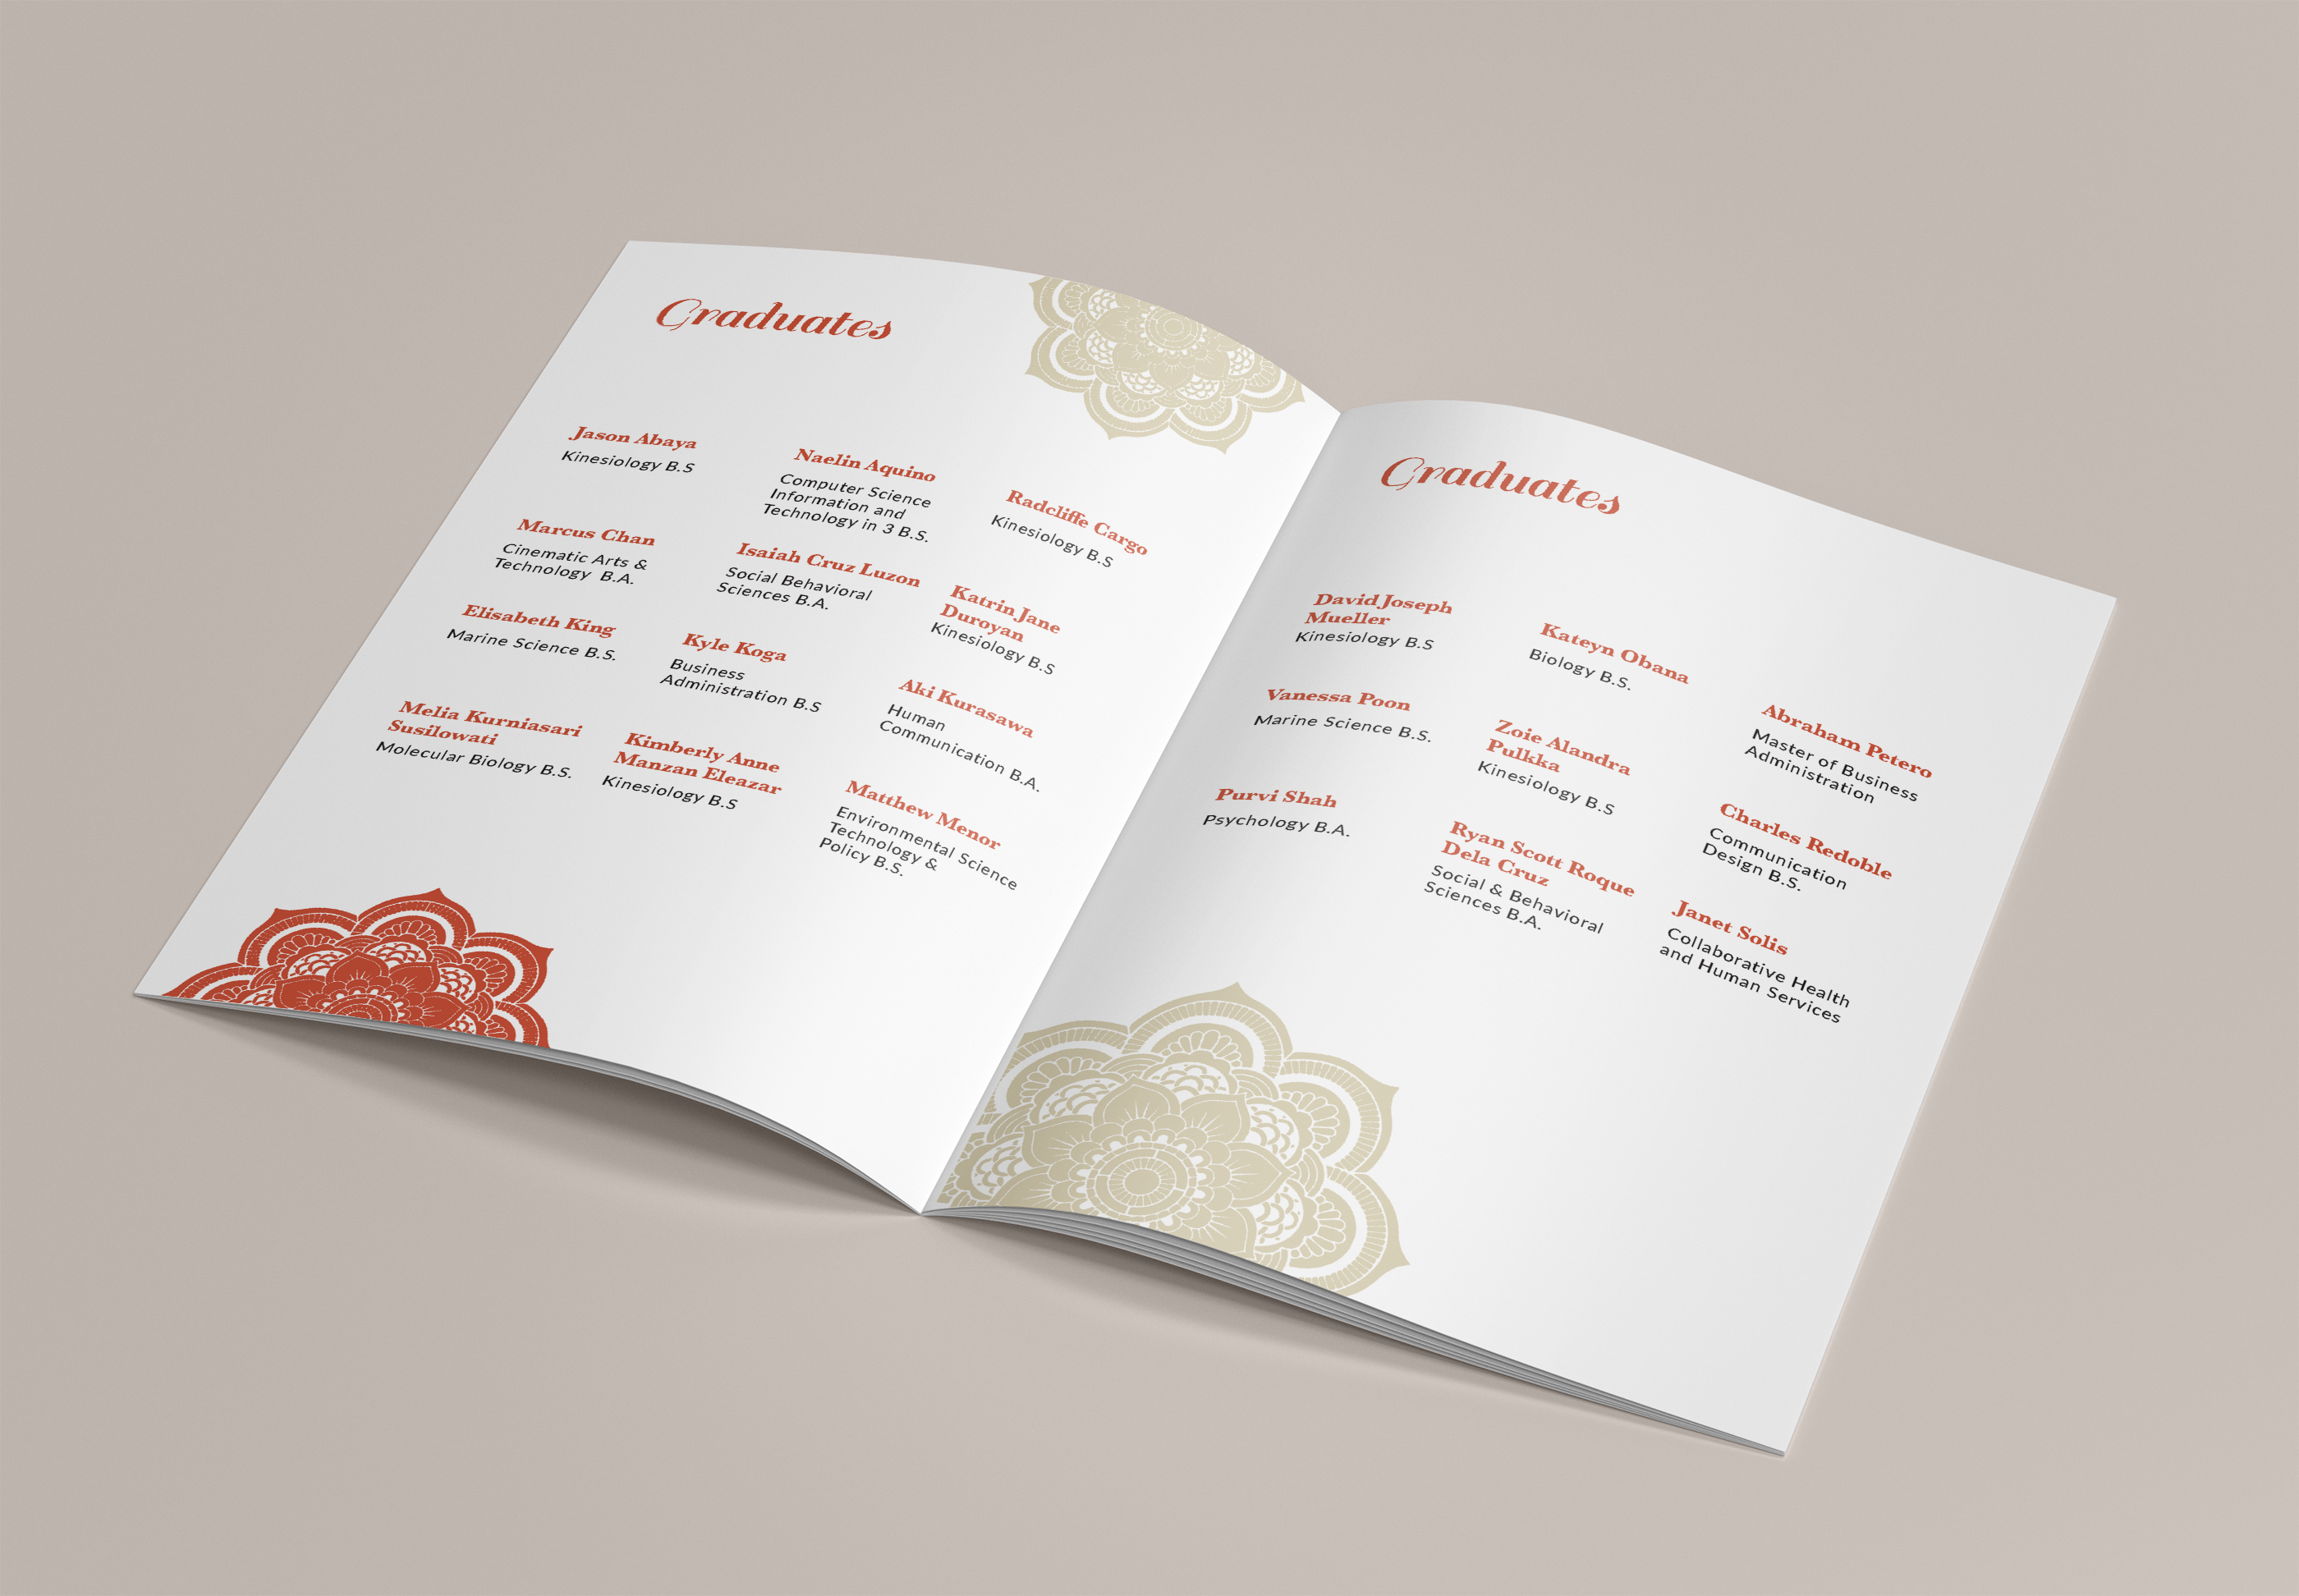 Graduates
Jason Abaya
Kinesiology B.S
Naelin Aquino
Computer Science
Information and
Technology in 3 B.S.
Radcliffe Cargo
Kinesiology B.S
Marcus Chan
Cinematic Arts &
Technology B.A.
Isaiah Cruz Luzon
Social Behavioral
Sciences B.A.
Katrin Jane
Duroyan
Kinesiology B.S
Elisabeth King
Marine Science B.S.
Kyle Koga
Business
Administration B.S
Aki Kurasawa
Human
Communication B.A.
Melia Kurniasari
Susilowati
Molecular Biology B.S.
Kimberly Anne
Manzan Eleazar
Kinesiology B.S
Matthew Menor
Environmental Science
Technology &
Policy B.S.
Graduates
David Joseph
Mueller
Kinesiology B.S
Kateyn Obana
Biology B.S.
Abraham Petero
Master of Business
Administration
Vanessa Poon
Marine Science B.S.
Zoie Alandra
Pulkka
Kinesiology B.S
Charles Redoble
Communication
Design B.S.
Purvi Shah
Psychology B.A.
Ryan Scott Roque
Dela Cruz
Social & Behavioral
Sciences B.A.
Janet Solis
Collaborative Health
and Human Services